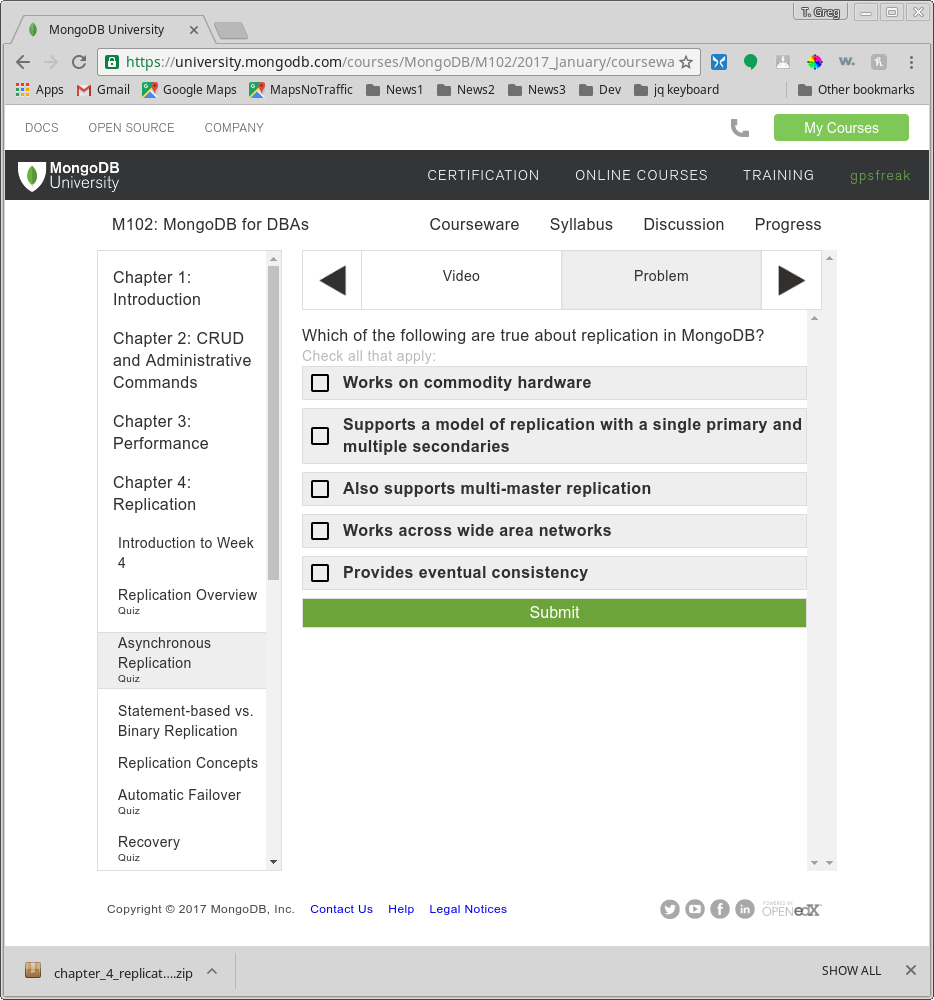 T. Greg
MongoDB University
https://university.mongodb.com/courses/MongoDB/M102/2017_January/coursewa
Apps Gmail Google Maps MapsNoTraffic News1 News2 News3 Dev jq keyboard Other bookmarks
DOCS OPEN SOURCE COMPANY My Courses
MongoDB
University
CERTIFICATION ONLINE COURSES TRAINING gpsfreak
M102: MongoDB for DBAs Courseware Syllabus Discussion Progress
Chapter 1:
Introduction
Chapter 2: CRUD
and Administrative
Commands
Chapter 3:
Performance
Chapter 4:
Replication
Introduction to Week
4
Replication Overview
Quiz
Asynchronous
Replication
Quiz
Statement-based vs.
Binary Replication
Replication Concepts
Automatic Failover
Quiz
Recovery
Quiz
Video Problem
Which of the following are true about replication in MongoDB?
Check all that apply:
Works on commodity hardware
Supports a model of replication with a single primary and
multiple secondaries
Also supports multi-master replication
Works across wide area networks
Provides eventual consistency
Submit
Copyright © 2017 MongoDB, Inc. Contact Us Help Legal Notices
POWERED BY
OPEN edX
chapter_4_replicat....zip SHOW ALL